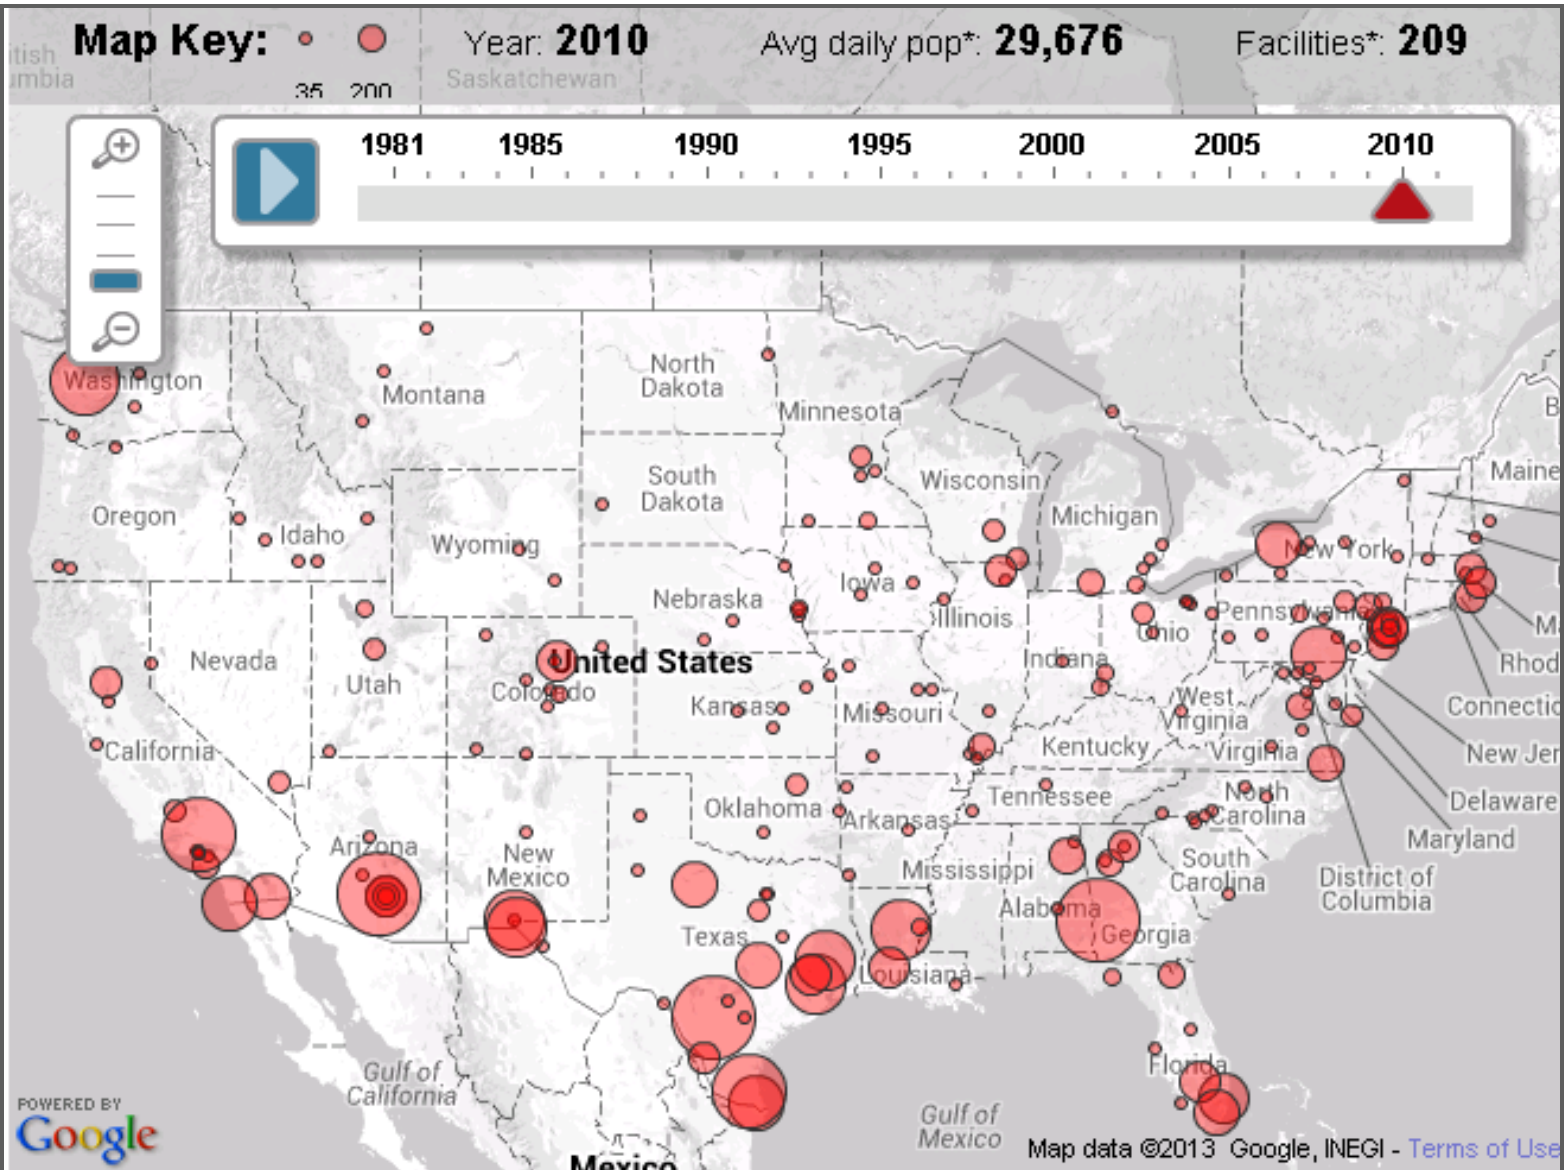 Map Key:
35 200
Year: 2010
Avg daily pop*: 29,676
Facilities*: 209
itish
umbia
Saskatchewan
1981 1985 1990 1995 2000 2005 2010
Washington
Montana
North
Dakota
Minnesota
South
Dakota
Wisconsin
Michigan
Maine
Oregon
Idaho
Wyoming
New York
Iowa
Nebraska
Illinois
Pennsylvania
Ohio
M
Nevada
United States
Indiana
Rhod
Utah
Colorado
Kansas
Missouri
West
Virginia
Connectic
California
Kentucky
Virginia
New Jer
Oklahoma
Arkansas
Tennessee
North
Carolina
Delaware
Maryland
Arizona
New
Mexico
Mississippi
South
Carolina
District of
Columbia
Alabama
Georgia
Texas
Louisiana
Florida
Gulf of
California
Gulf of
Mexico
Mexico
POWERED BY
Google
Map data ©2013 Google, INEGI - Terms of Use